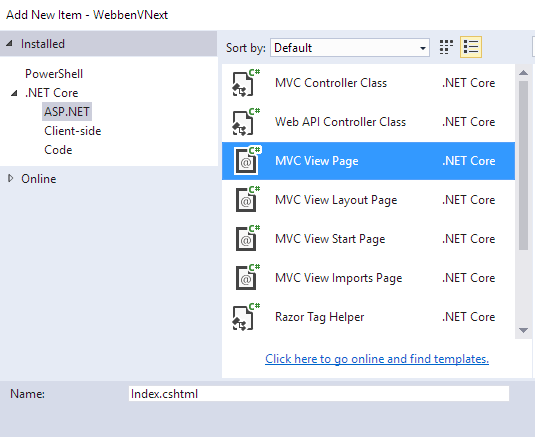 Add New Item - WebbenVNext
Installed
PowerShell
.NET Core
ASP.NET
Client-side
Code
Online
Sort by: Default
C# MVC Controller Class .NET Core
C# Web API Controller Class .NET Core
C# @ MVC View Page .NET Core
C# @ MVC View Layout Page .NET Core
C# @ MVC View Start Page .NET Core
C# @ MVC View Imports Page .NET Core
C# Razor Tag Helper .NET Core
Click here to go online and find templates.
Name: Index.cshtml